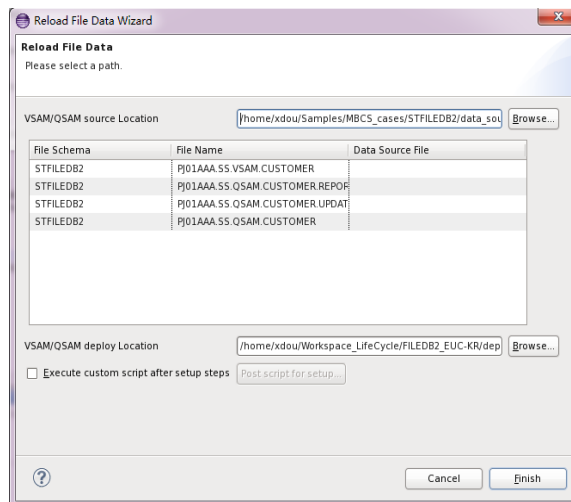 Reload File Data Wizard
Reload File Data
Please select a path.
VSAM/QSAM source Location /home/xdou/Samples/MBCS_cases/STFILEDB2/data_sou Browse...
File Schema File Name Data Source File
STFILEDB2 PJ01AAA.SS.VSAM.CUSTOMER
STFILEDB2 PJ01AAA.SS.QSAM.CUSTOMER.REPOR
STFILEDB2 PJ01AAA.SS.QSAM.CUSTOMER.UPDAT
STFILEDB2 PJ01AAA.SS.QSAM.CUSTOMER
VSAM/QSAM deploy Location /home/xdou/Workspace_LifeCycle/FILEDB2_EUC-KR/dep Browse...
Execute custom script after setup steps Post script for setup...
? Cancel Finish